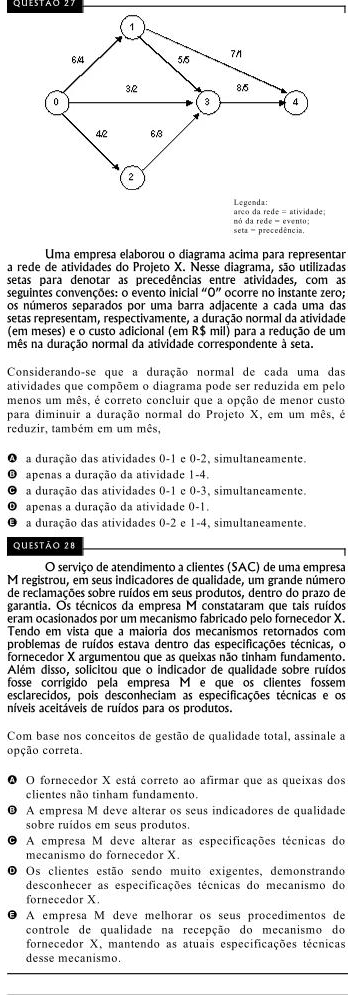 QUESTÃO 27
1
6/4
5/5
7/1
3/2
8/5
0
3
4
4/2
6/3
2
Legenda:
arco da rede = atividade;
nó da rede = evento;
seta = precedência.
Uma empresa elaborou o diagrama acima para representar
a rede de atividades do Projeto X. Nesse diagrama, são utilizadas
setas para denotar as precedências entre atividades, com as
seguintes convenções: o evento inicial “0” ocorre no instante zero;
os números separados por uma barra adjacente a cada uma das
setas representam, respectivamente, a duração normal da atividade
(em meses) e o custo adicional (em R$ mil) para a redução de um
mês na duração normal da atividade correspondente à seta.
Considerando-se que a duração normal de cada uma das
atividades que compõem o diagrama pode ser reduzida em pelo
menos um mês, é correto concluir que a opção de menor custo
para diminuir a duração normal do Projeto X, em um mês, é
reduzir, também em um mês,
A a duração das atividades 0-1 e 0-2, simultaneamente.
B apenas a duração da atividade 1-4.
C a duração das atividades 0-1 e 0-3, simultaneamente.
D apenas a duração da atividade 0-1.
E a duração das atividades 0-2 e 1-4, simultaneamente.
QUESTÃO 28
O serviço de atendimento a clientes (SAC) de uma empresa
M registrou, em seus indicadores de qualidade, um grande número
de reclamações sobre ruídos em seus produtos, dentro do prazo de
garantia. Os técnicos da empresa M constataram que tais ruídos
eram ocasionados por um mecanismo fabricado pelo fornecedor X.
Tendo em vista que a maioria dos mecanismos retornados com
problemas de ruídos estava dentro das especificações técnicas, o
fornecedor X argumentou que as queixas não tinham fundamento.
Além disso, solicitou que o indicador de qualidade sobre ruídos
fosse corrigido pela empresa M e que os clientes fossem
esclarecidos, pois desconheciam as especificações técnicas e os
níveis aceitáveis de ruídos para os produtos.
Com base nos conceitos de gestão de qualidade total, assinale a
opção correta.
A O fornecedor X está correto ao afirmar que as queixas dos
clientes não tinham fundamento.
B A empresa M deve alterar os seus indicadores de qualidade
sobre ruídos em seus produtos.
C A empresa M deve alterar as especificações técnicas do
mecanismo do fornecedor X.
D Os clientes estão sendo muito exigentes, demonstrando
desconhecer as especificações técnicas do mecanismo do
fornecedor X.
E A empresa M deve melhorar os seus procedimentos de
controle de qualidade na recepção do mecanismo do
fornecedor X, mantendo as atuais especificações técnicas
desse mecanismo.